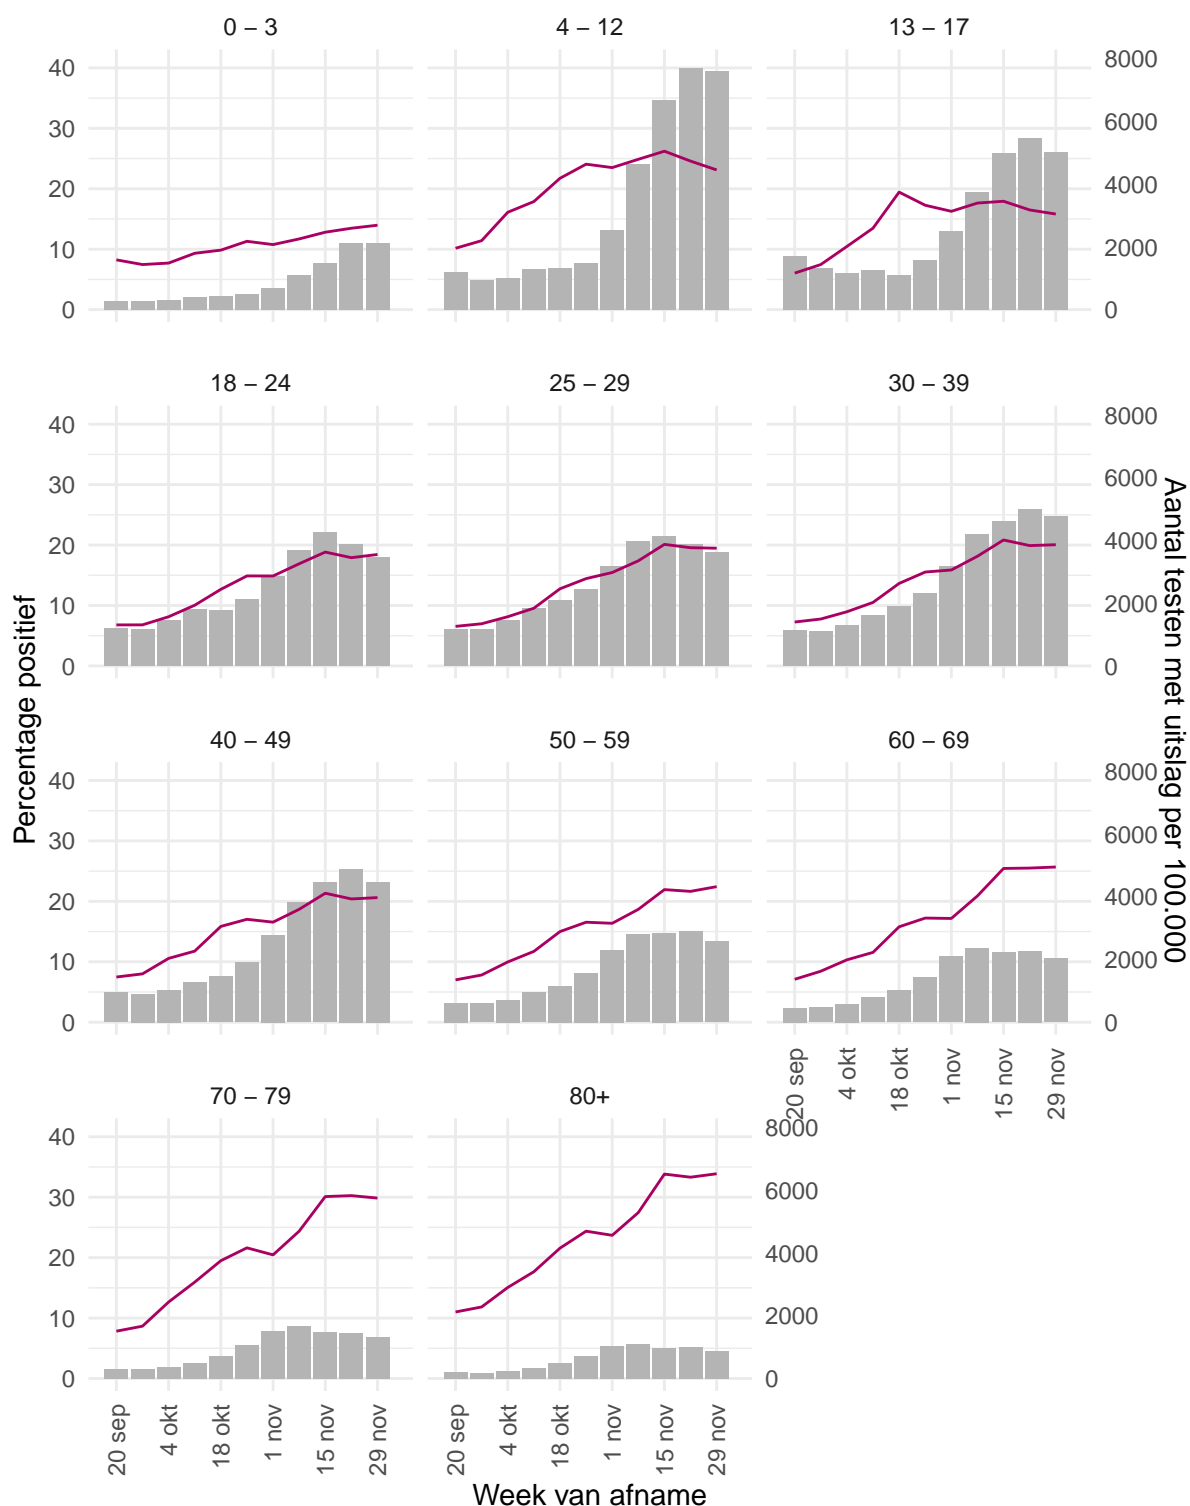 0 – 3 4 – 12 13 – 17
40 8000
30 6000
20 4000
10 2000
0 0
18 – 24 25 – 29 30 – 39
40 8000
30 6000
20 4000
10 2000
0 0
Percentage positief
Aantal testen met uitslag per 100.000
40 – 49 50 – 59 60 – 69
40 8000
30 6000
20 4000
10 2000
0 0
20 sep 4 okt 18 okt 1 nov 15 nov 29 nov
70 – 79 80+
40 8000
30 6000
20 4000
10 2000
0 0
20 sep 4 okt 18 okt 1 nov 15 nov 29 nov 20 sep 4 okt 18 okt 1 nov 15 nov 29 nov
Week van afname